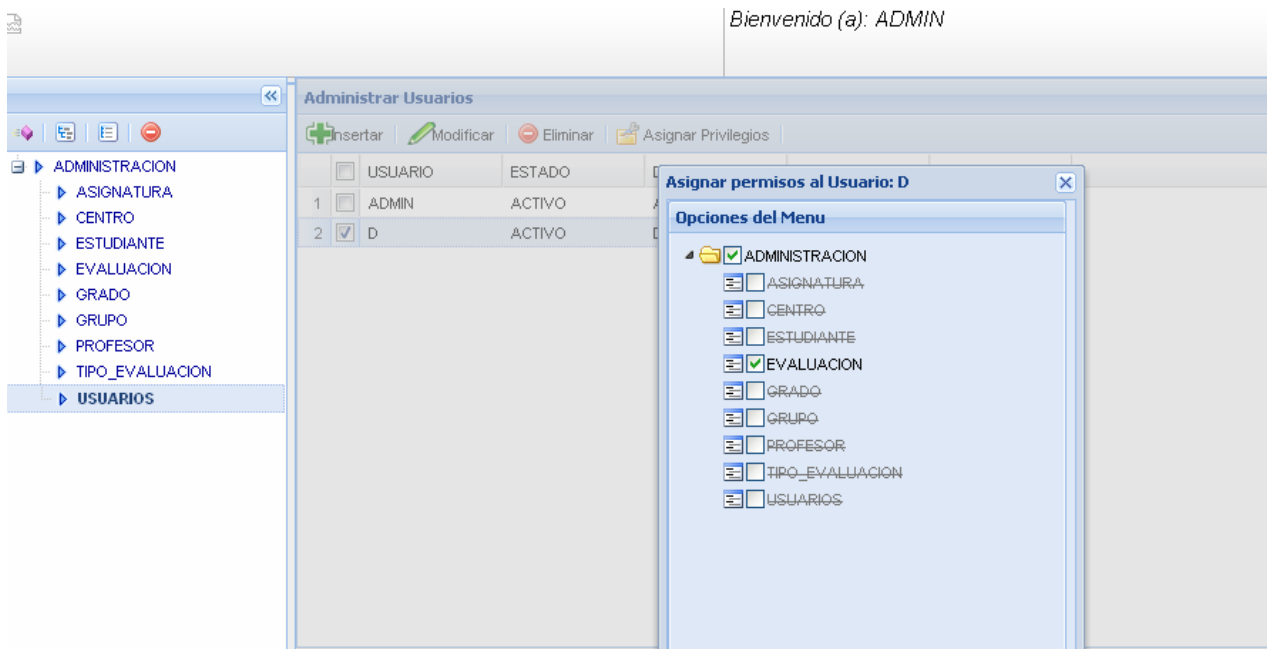 Bienvenido (a): ADMIN
Administrar Usuarios
Insertar Modificar Eliminar Asignar Privilegios
ADMINISTRACION
ASIGNATURA
CENTRO
ESTUDIANTE
EVALUACION
GRADO
GRUPO
PROFESOR
TIPO_EVALUACION
USUARIOS
USUARIO ESTADO
1 ADMIN ACTIVO
2 D ACTIVO
Asignar permisos al Usuario: D
Opciones del Menu
ADMINISTRACION
ASIGNATURA
CENTRO
ESTUDIANTE
EVALUACION
GRADO
GRUPO
PROFESOR
TIPO_EVALUACION
USUARIOS